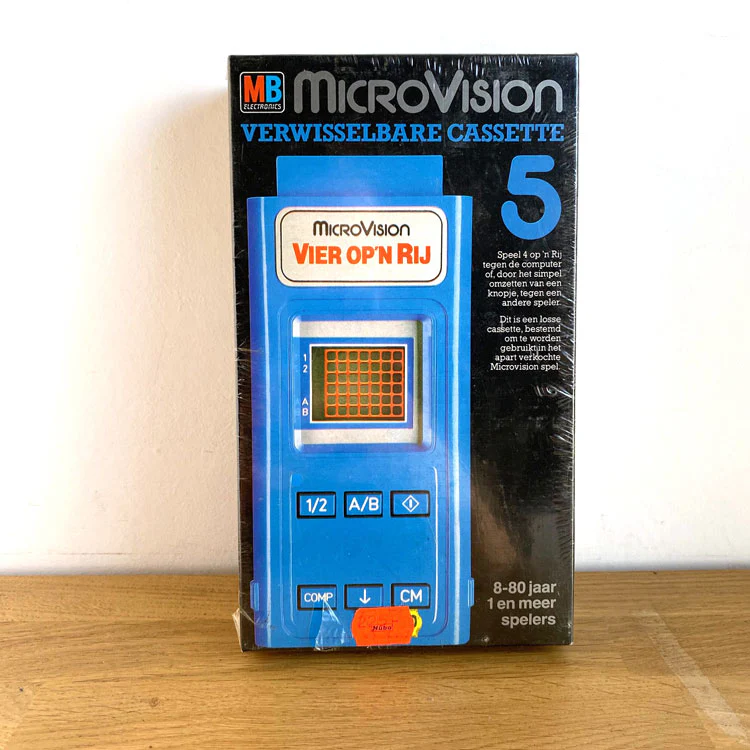 MB
ELECTRONICS
MICROVISION
VERWISSELBARE CASSETTE
5
MICROVISION
VIER OP'N RIJ
Speel 4 op 'n Rij
tegen de computer
of, door het simpel
omzetten van een
knopje, tegen een
andere speler.
Dit is een losse
cassette, bestemd
om te worden
gebruikt in het
apart verkochte
Microvision spel.
1
2
A
B
1/2 A/B
COMP ↓ CM
8-80 jaar
1 en meer
spelers